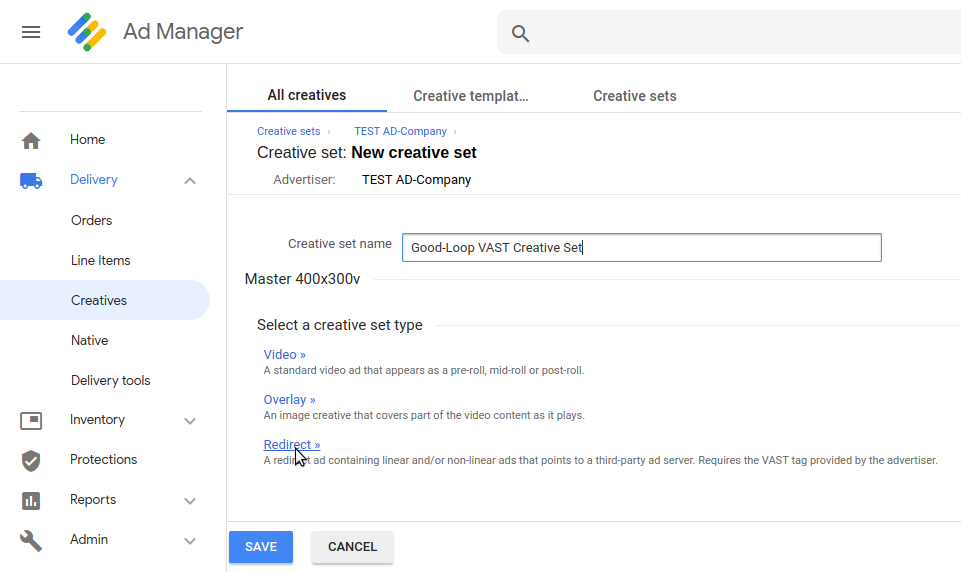 Ad Manager
All creatives
Creative templat...
Creative sets
Home
Delivery
Orders
Line Items
Creatives
Native
Delivery tools
Inventory
Protections
Reports
Admin
Creative sets › TEST AD-Company ›
Creative set: New creative set
Advertiser: TEST AD-Company
Creative set name Good-Loop VAST Creative Set
Master 400x300v
Select a creative set type
Video »
A standard video ad that appears as a pre-roll, mid-roll or post-roll.
Overlay »
An image creative that covers part of the video content as it plays.
Redirect »
A redirect ad containing linear and/or non-linear ads that points to a third-party ad server. Requires the VAST tag provided by the advertiser.
SAVE
CANCEL